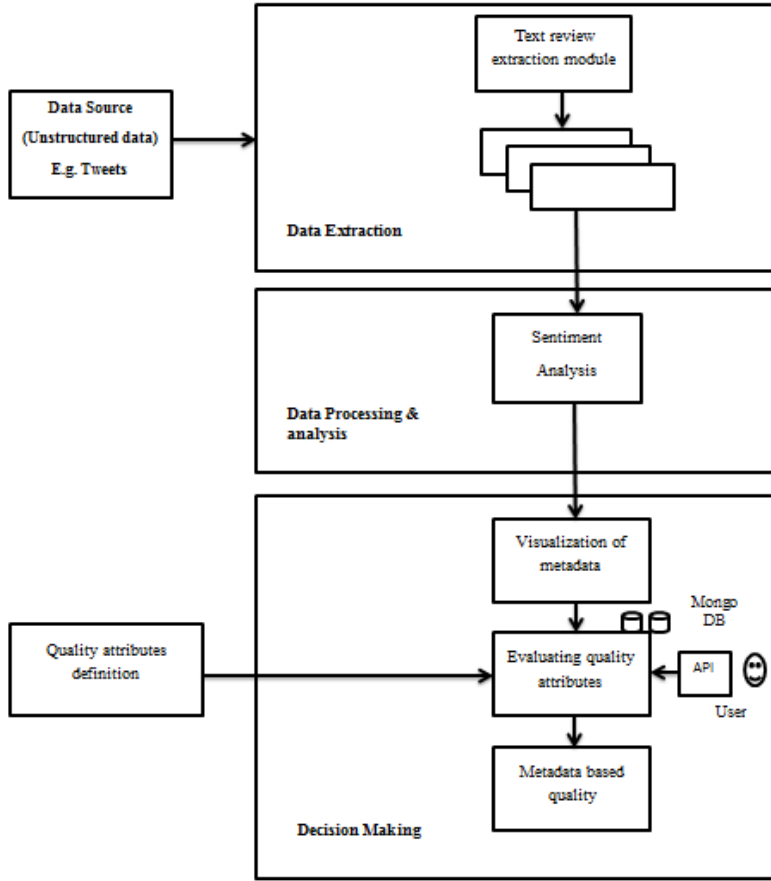 Text review
extraction module
Data Source
(Unstructured data)
E.g. Tweets
Data Extraction
Sentiment
Analysis
Data Processing &
analysis
Visualization of
metadata
Mongo
DB
Quality attributes
definition
Evaluating quality
attributes
API
User
Metadata based
quality
Decision Making